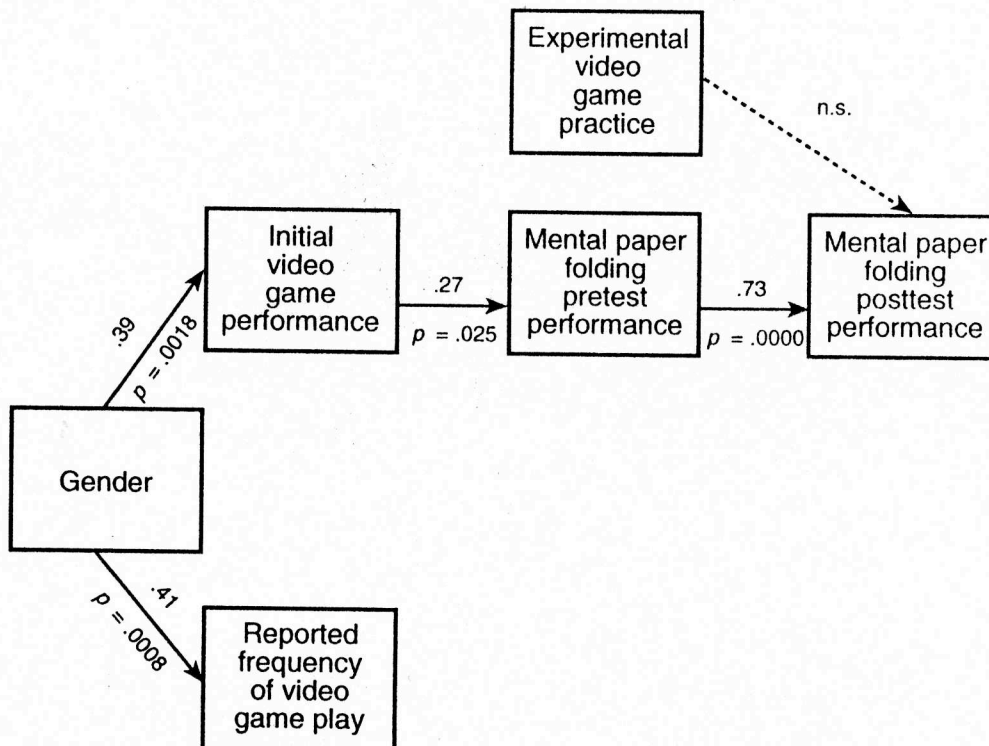 Experimental
video
game
practice
n.s.
Initial
video
game
performance
.27
p = .025
Mental paper
folding
pretest
performance
.73
p = .0000
Mental paper
folding
posttest
performance
.39
p = .0018
Gender
.41
p = .0008
Reported
frequency
of video
game play